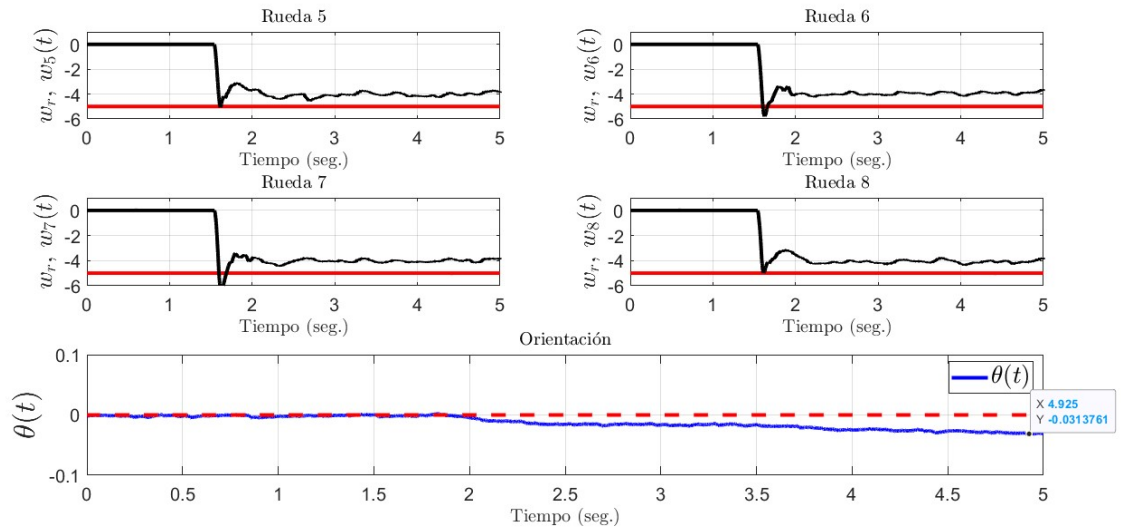 Rueda 5
w_r, w_5(t)
0
-2
-4
-6
0 1 2 3 4 5
Tiempo (seg.)
Rueda 6
w_r, w_6(t)
0
-2
-4
-6
0 1 2 3 4 5
Tiempo (seg.)
Rueda 7
w_r, w_7(t)
0
-2
-4
-6
0 1 2 3 4 5
Tiempo (seg.)
Rueda 8
w_r, w_8(t)
0
-2
-4
-6
0 1 2 3 4 5
Tiempo (seg.)
Orientación
θ(t)
0.1
0
-0.1
θ(t)
X 4.925
Y -0.0313761
0 0.5 1 1.5 2 2.5 3 3.5 4 4.5 5
Tiempo (seg.)